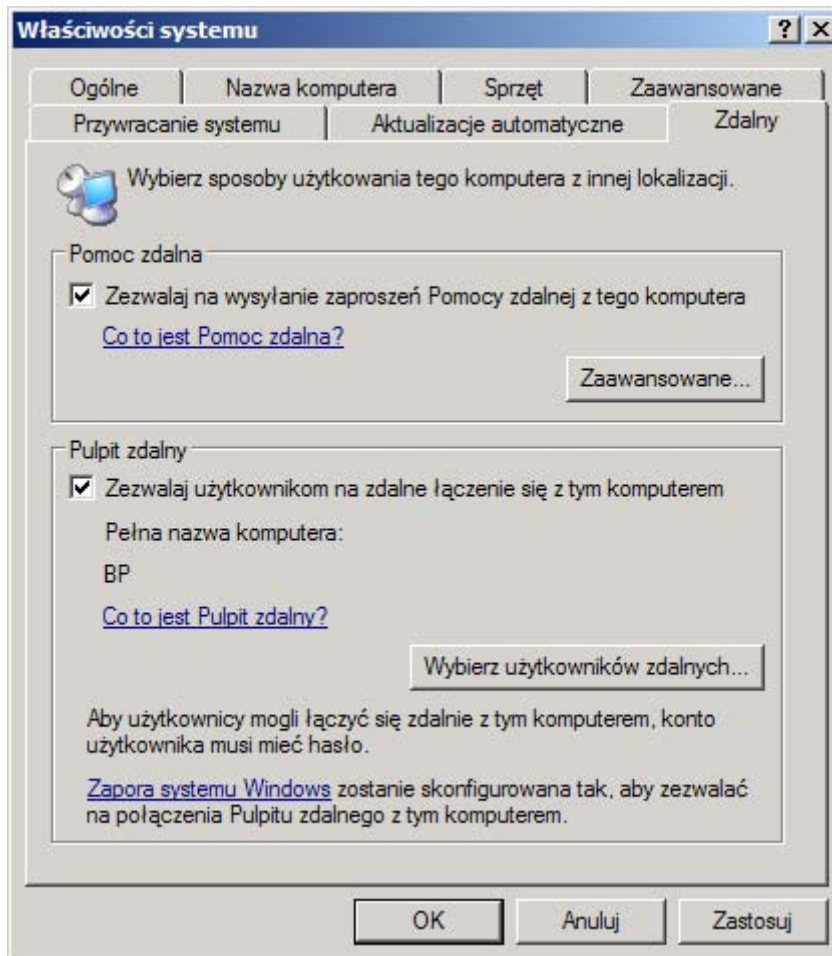 Właściwości systemu
Ogólne
Nazwa komputera
Sprzęt
Zaawansowane
Przywracanie systemu
Aktualizacje automatyczne
Zdalny
Wybierz sposoby użytkowania tego komputera z innej lokalizacji.
Pomoc zdalna
Zezwalaj na wysyłanie zaproszeń Pomocy zdalnej z tego komputera
Co to jest Pomoc zdalna?
Zaawansowane...
Pulpit zdalny
Zezwalaj użytkownikom na zdalne łączenie się z tym komputerem
Pełna nazwa komputera:
BP
Co to jest Pulpit zdalny?
Wybierz użytkowników zdalnych...
Aby użytkownicy mogli łączyć się zdalnie z tym komputerem, konto
użytkownika musi mieć hasło.
Zapora systemu Windows zostanie skonfigurowana tak, aby zezwalać
na połączenia Pulpitu zdalnego z tym komputerem.
OK
Anuluj
Zastosuj